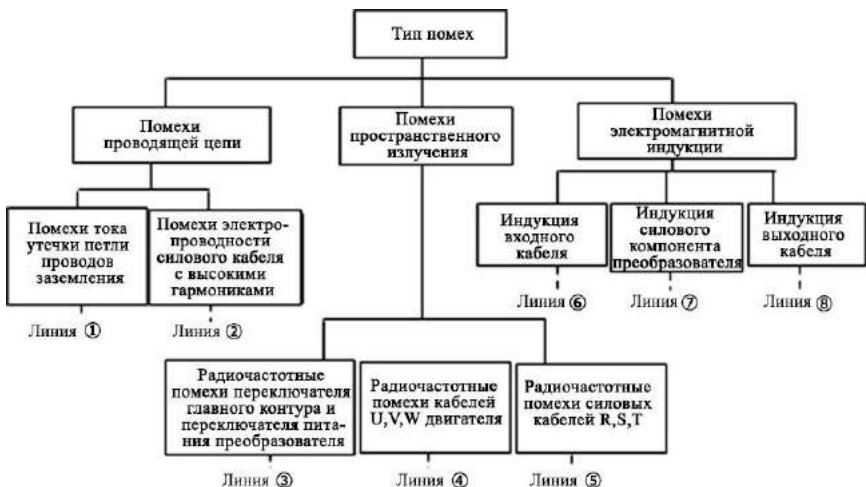 Тип помех
Помехи
проводящей цепи
Помехи
пространственного
излучения
Помехи
электромагнитной
индукции
Помехи тока
утечки петли
проводов
заземления
Помехи электро-
проводности
силового кабеля
с высокими
гармониками
Индукция
входного
кабеля
Индукция
силового
компонента
преобразователя
Индукция
выходного
кабеля
Линия ①
Линия ②
Линия ⑥
Линия ⑦
Линия ⑧
Радиочастотные
помехи переключателя
главного контура и
переключателя пита-
ния преобразователя
Радиочастотные
помехи кабелей
U,V,W двигателя
Радиочастотные
помехи силовых
кабелей R,S,T
Линия ③
Линия ④
Линия ⑤